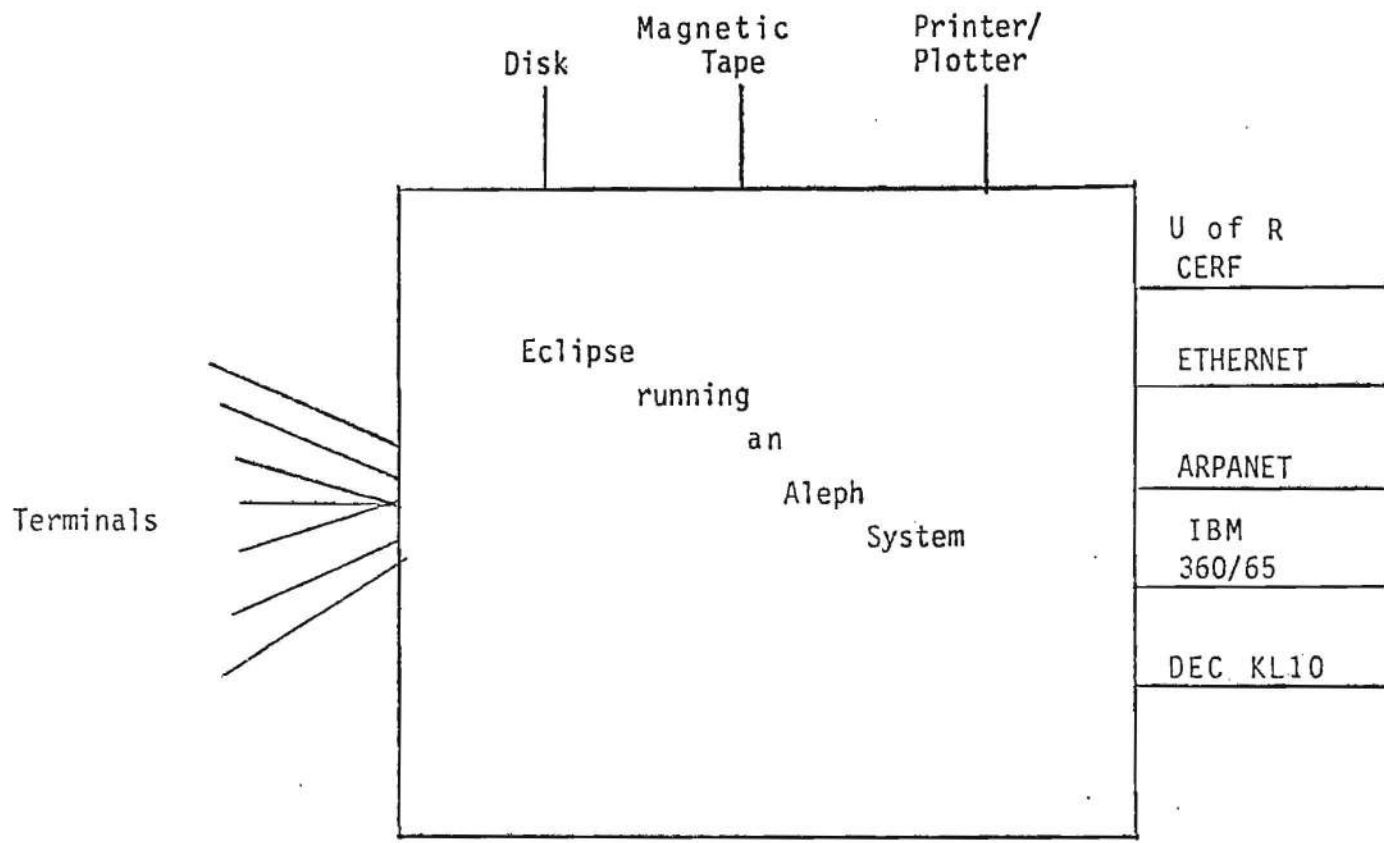 Disk
Magnetic
Tape
Printer/
Plotter
U of R
CERF
ETHERNET
ARPANET
IBM
360/65
DEC KL10
Eclipse
running
an
Aleph
System
Terminals